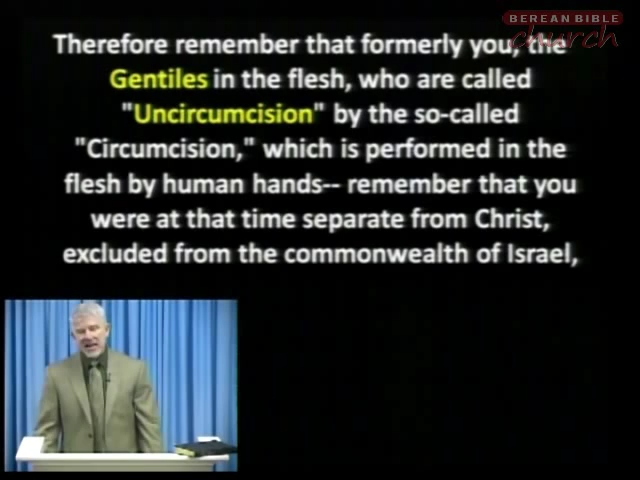 BEREAN BIBLE
church
Therefore remember that formerly you, the
Gentiles in the flesh, who are called
"Uncircumcision" by the so-called
"Circumcision," which is performed in the
flesh by human hands-- remember that you
were at that time separate from Christ,
excluded from the commonwealth of Israel,